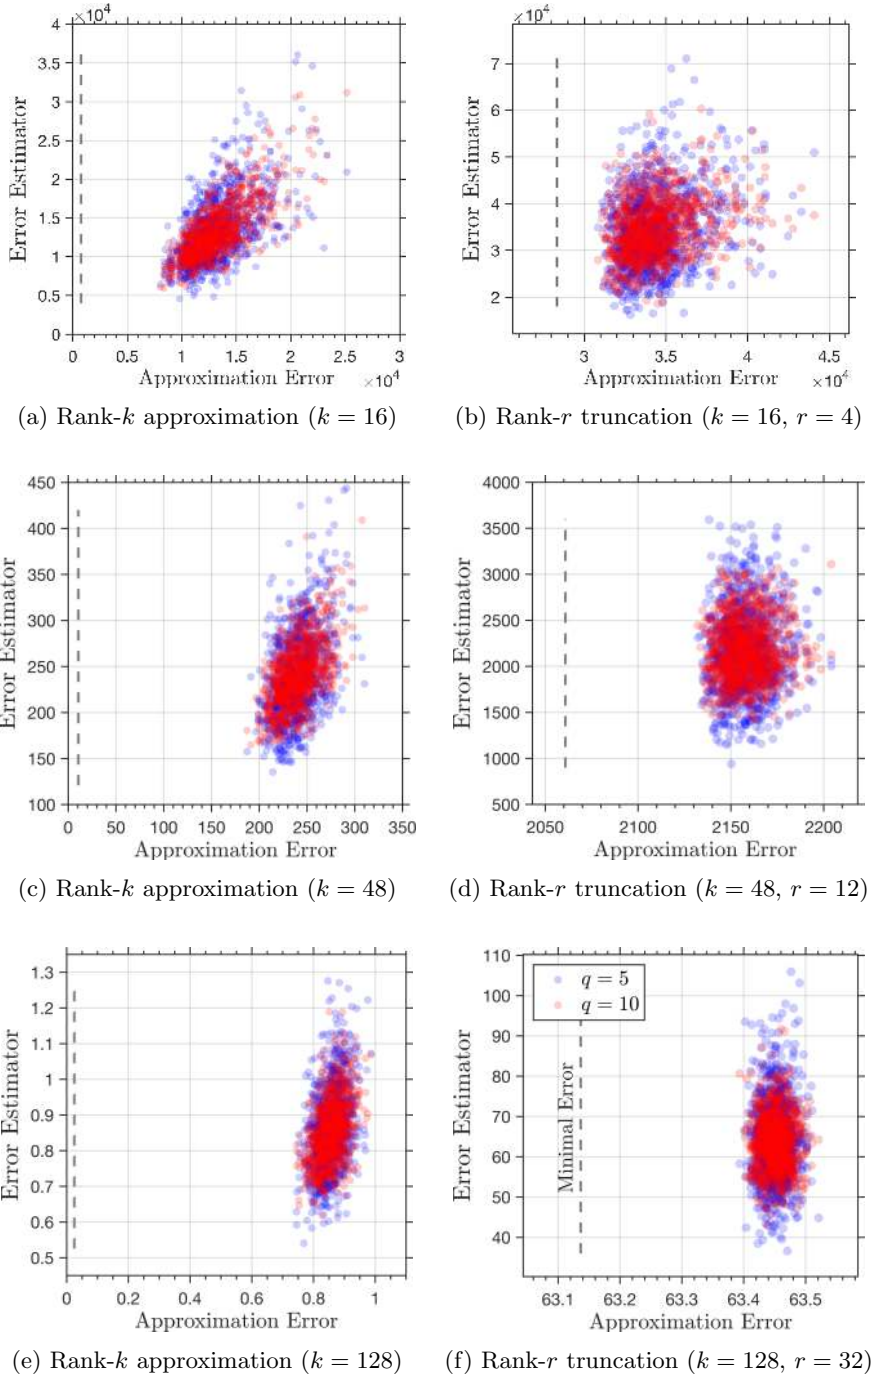 ×10⁴
×10⁴
4
3.5
3
2.5
2
1.5
1
0.5
0
Error Estimator
0 0.5 1 1.5 2 2.5 3
Approximation Error
×10⁴
7
6
5
4
3
2
Error Estimator
3 3.5 4 4.5
Approximation Error
×10⁴
(a) Rank-k approximation (k = 16)
(b) Rank-r truncation (k = 16, r = 4)
450
400
350
300
250
200
150
100
Error Estimator
0 50 100 150 200 250 300 350
Approximation Error
4000
3500
3000
2500
2000
1500
1000
500
Error Estimator
2050 2100 2150 2200
Approximation Error
(c) Rank-k approximation (k = 48)
(d) Rank-r truncation (k = 48, r = 12)
1.3
1.2
1.1
1
0.9
0.8
0.7
0.6
0.5
Error Estimator
0 0.2 0.4 0.6 0.8 1
Approximation Error
110
100
90
80
70
60
50
40
Error Estimator
q = 5
q = 10
Minimal Error
63.1 63.2 63.3 63.4 63.5
Approximation Error
(e) Rank-k approximation (k = 128)
(f) Rank-r truncation (k = 128, r = 32)